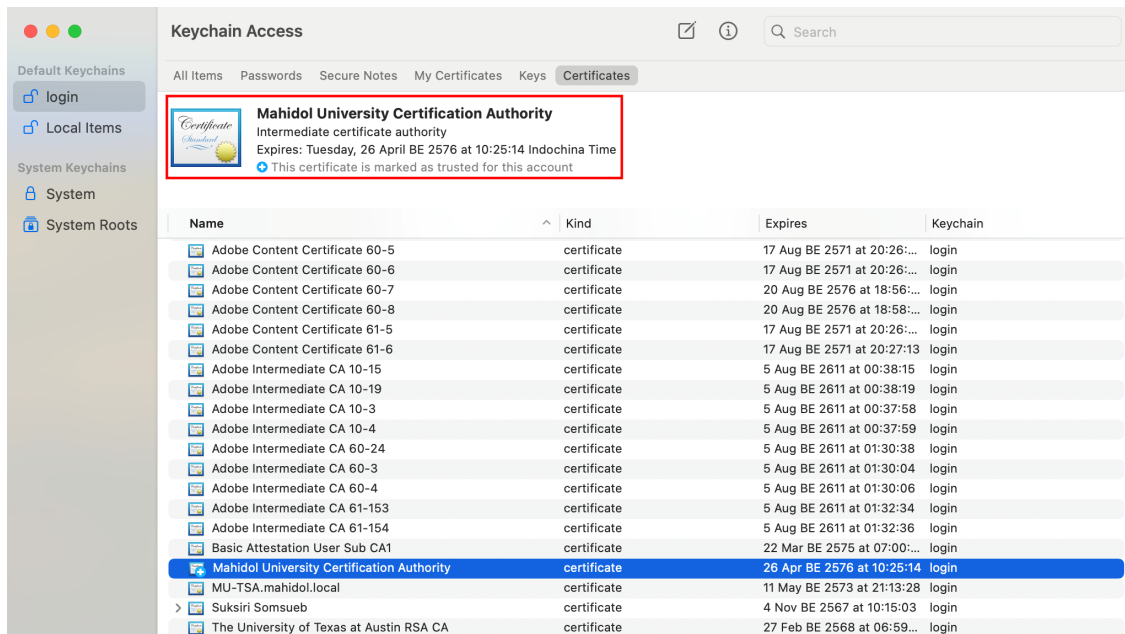 Keychain Access
Search
Default Keychains
login
Local Items
System Keychains
System
System Roots
All Items Passwords Secure Notes My Certificates Keys Certificates
Certificate
Standard
Mahidol University Certification Authority
Intermediate certificate authority
Expires: Tuesday, 26 April BE 2576 at 10:25:14 Indochina Time
This certificate is marked as trusted for this account
Name Kind Expires Keychain
Adobe Content Certificate 60-5 certificate 17 Aug BE 2571 at 20:26:... login
Adobe Content Certificate 60-6 certificate 17 Aug BE 2571 at 20:26:... login
Adobe Content Certificate 60-7 certificate 20 Aug BE 2576 at 18:56:... login
Adobe Content Certificate 60-8 certificate 20 Aug BE 2576 at 18:58:... login
Adobe Content Certificate 61-5 certificate 17 Aug BE 2571 at 20:26:... login
Adobe Content Certificate 61-6 certificate 17 Aug BE 2571 at 20:27:13 login
Adobe Intermediate CA 10-15 certificate 5 Aug BE 2611 at 00:38:15 login
Adobe Intermediate CA 10-19 certificate 5 Aug BE 2611 at 00:38:19 login
Adobe Intermediate CA 10-3 certificate 5 Aug BE 2611 at 00:37:58 login
Adobe Intermediate CA 10-4 certificate 5 Aug BE 2611 at 00:37:59 login
Adobe Intermediate CA 60-24 certificate 5 Aug BE 2611 at 01:30:38 login
Adobe Intermediate CA 60-3 certificate 5 Aug BE 2611 at 01:30:04 login
Adobe Intermediate CA 60-4 certificate 5 Aug BE 2611 at 01:30:06 login
Adobe Intermediate CA 61-153 certificate 5 Aug BE 2611 at 01:32:34 login
Adobe Intermediate CA 61-154 certificate 5 Aug BE 2611 at 01:32:36 login
Basic Attestation User Sub CA1 certificate 22 Mar BE 2575 at 07:00:... login
Mahidol University Certification Authority certificate 26 Apr BE 2576 at 10:25:14 login
MU-TSA.mahidol.local certificate 11 May BE 2573 at 21:13:28 login
Suksiri Somsueb certificate 4 Nov BE 2567 at 10:15:03 login
The University of Texas at Austin RSA CA certificate 27 Feb BE 2568 at 06:59... login